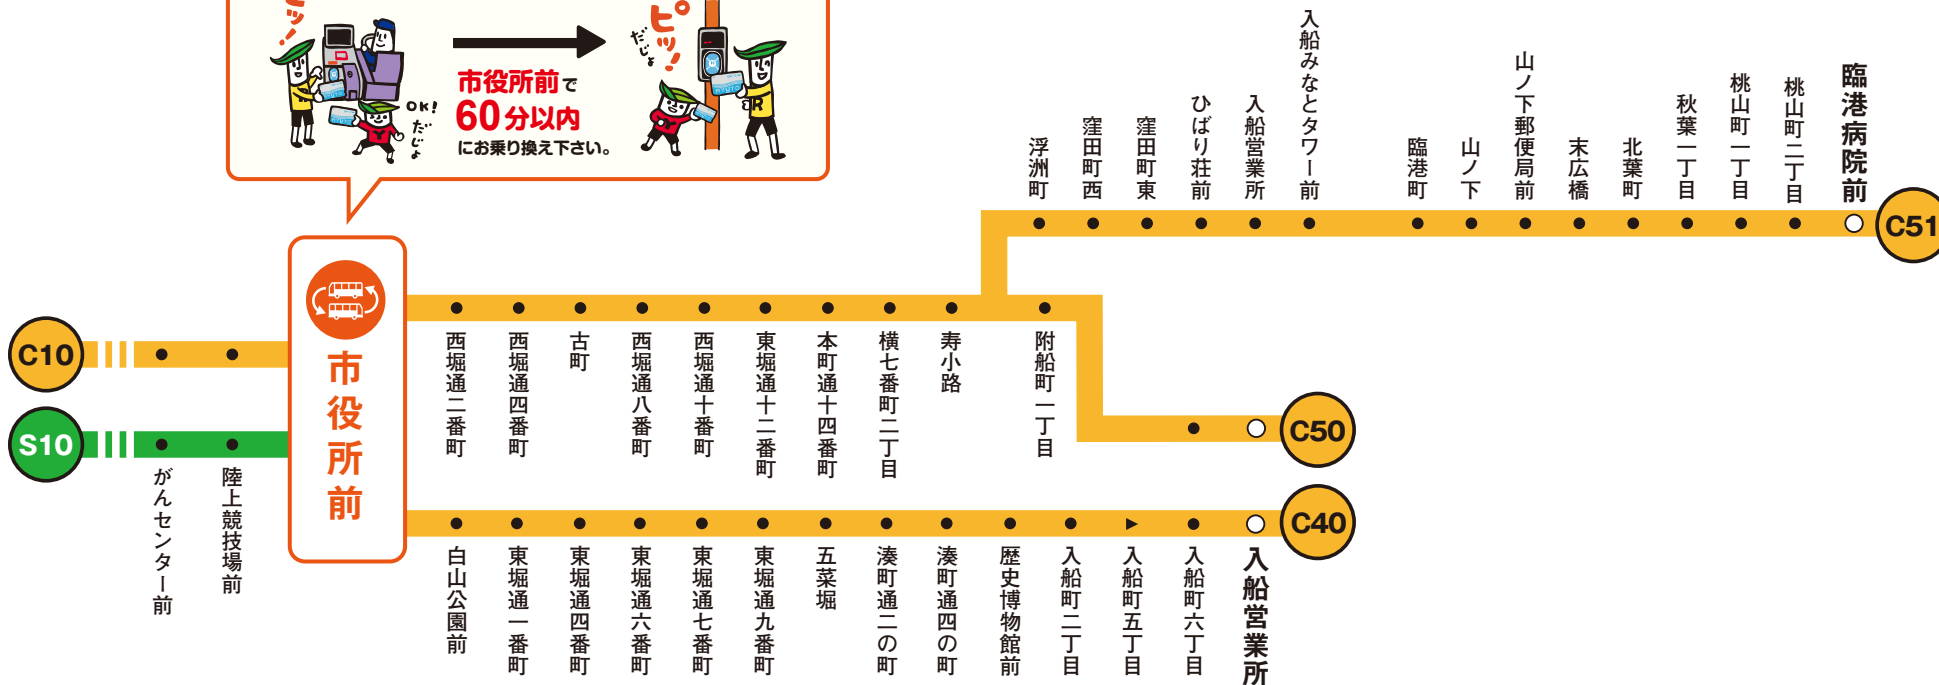 ピッ！
OK!
だじょ
市役所前で
60分以内
にお乗り換え下さい。
だじょ
ピッ！
RYUTO
R
Y
浮洲町
窪田町西
窪田町東
ひばり荘前
入船営業所
入船みなとタワー前
臨港町
山ノ下
山ノ下郵便局前
末広橋
北葉町
秋葉一丁目
桃山町一丁目
桃山町二丁目
臨港病院前
C51
C10
S10
がんセンター前
陸上競技場前
市役所前
西堀通二番町
西堀通四番町
古町
西堀通八番町
西堀通十番町
東堀通十二番町
本町通十四番町
横七番町二丁目
寿小路
附船町一丁目
C50
白山公園前
東堀通一番町
東堀通四番町
東堀通六番町
東堀通七番町
東堀通九番町
五菜堀
湊町通二の町
湊町通四の町
歴史博物館前
入船町二丁目
入船町五丁目
入船町六丁目
入船営業所
C40